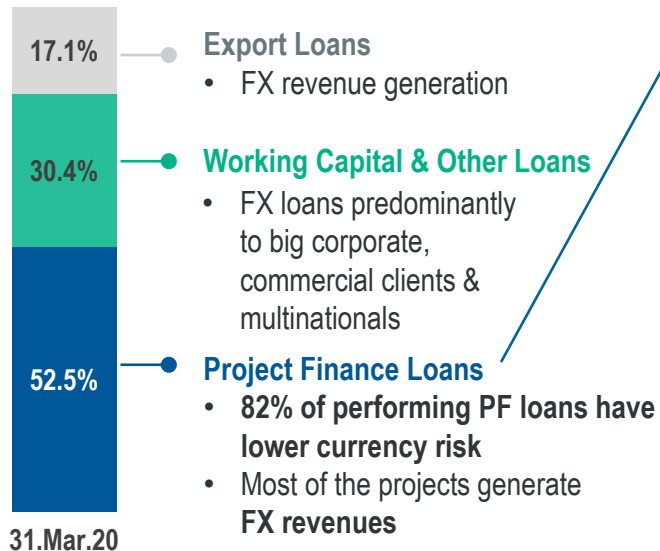 17.1%
Export Loans
• FX revenue generation
30.4%
Working Capital & Other Loans
• FX loans predominantly
to big corporate,
commercial clients &
multinationals
52.5%
Project Finance Loans
• 82% of performing PF loans have
lower currency risk
• Most of the projects generate
FX revenues
31.Mar.20